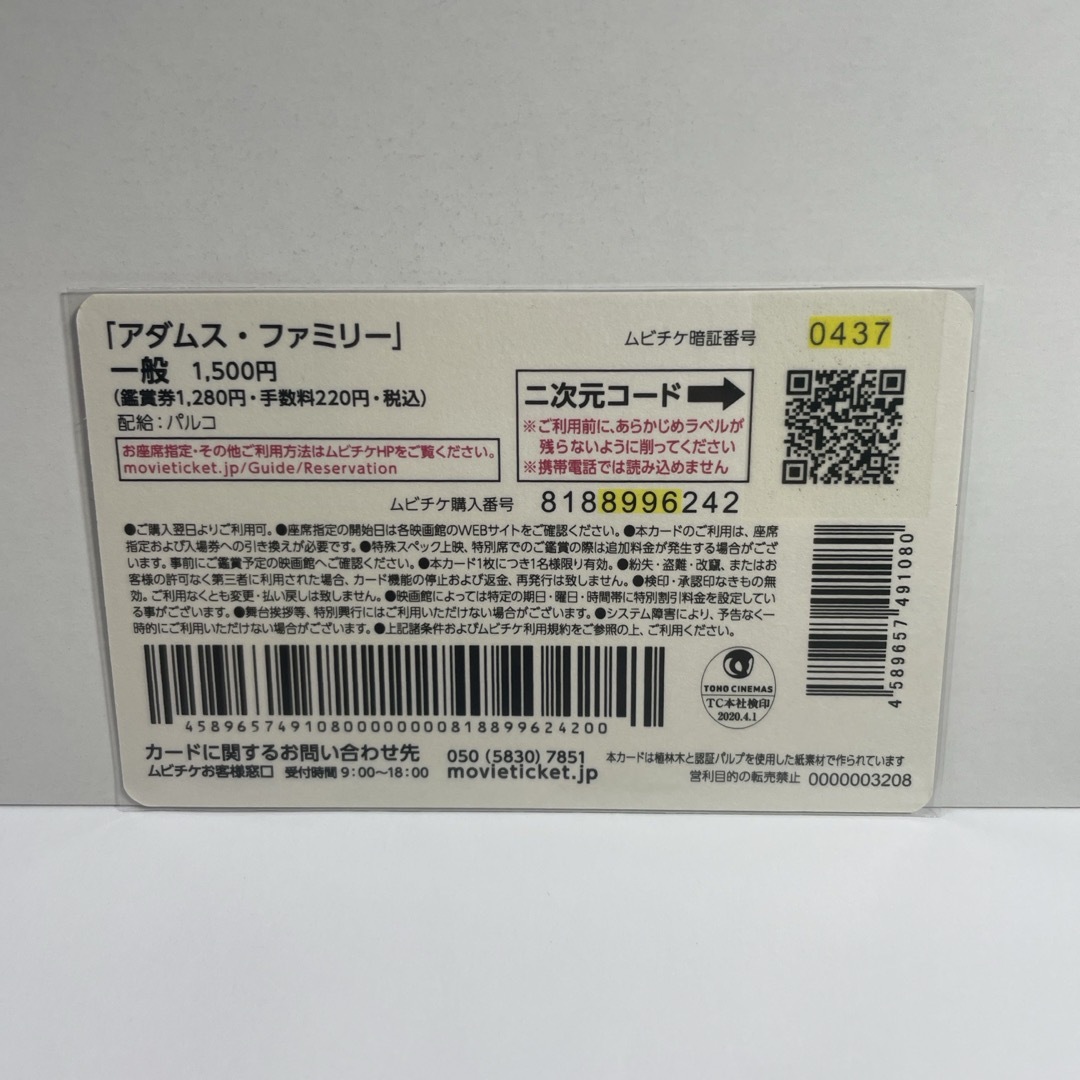 「アダムス・ファミリー」
一般 1,500円
(鑑賞券1,280円・手数料220円・税込)
配給:パルコ
お座席指定・その他ご利用方法はムビチケHPをご覧ください。
movieticket.jp/Guide/Reservation
ムビチケ暗証番号 0437
二次元コード
※ご利用前に、あらかじめラベルが
残らないように削ってください
※携帯電話では読み込めません
ムビチケ購入番号 8188996242
●ご購入翌日よりご利用可。●座席指定の開始日は各映画館のWEBサイトをご確認ください。●本カードのご利用は、座席
指定および入場券への引き換えが必要です。●特殊スペック上映、特別席でのご鑑賞の際は追加料金が発生する場合がござ
います。事前にご鑑賞予定の映画館へご確認ください。●本カード1枚につき1名様限り有効。●紛失・盗難・改竄、またはお
客様の許可なく第三者に利用された場合、カード機能の停止および返金、再発行は致しません。●検印・承認印なきもの無
効。ご利用なくとも変更・払い戻しは致しません。●映画館によっては特定の期日・曜日・時間帯に特別割引料金を設定してい
る事がございます。●舞台挨拶等、特別興行にはご利用いただけない場合がございます。●システム障害により、予告なく一
時的にご利用いただけない場合がございます。●上記諸条件およびムビチケ利用規約をご参照の上、ご利用ください。
4589657491080
4589657491080000000000818899624200
TOHO CINEMAS
TC本社検印
2020.4.1
カードに関するお問い合わせ先
ムビチケお客様窓口 受付時間 9:00〜18:00
050 (5830) 7851
movieticket.jp
本カードは植林木と認証パルプを使用した紙素材で作られています
営利目的の転売禁止 0000003208